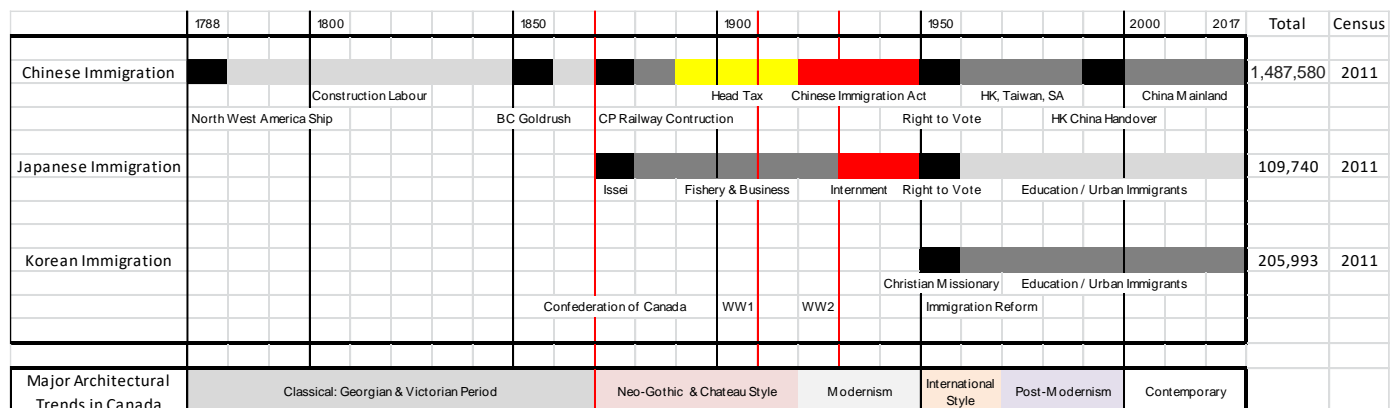 1788 1800 1850 1900 1950 2000 2017 Total Census
Chinese Immigration 1,487,580 2011
Construction Labour Head Tax Chinese Immigration Act HK, Taiwan, SA China Mainland
North West America Ship BC Goldrush CP Railway Contruction Right to Vote HK China Handover
Japanese Immigration 109,740 2011
Issei Fishery & Business Internment Right to Vote Education / Urban Immigrants
Korean Immigration 205,993 2011
Christian Missionary Education / Urban Immigrants
Confederation of Canada WW1 WW2 Immigration Reform
Major Architectural
Trends in Canada
Classical: Georgian & Victorian Period Neo-Gothic & Chateau Style Modernism
International
Style
Post-Modernism Contemporary